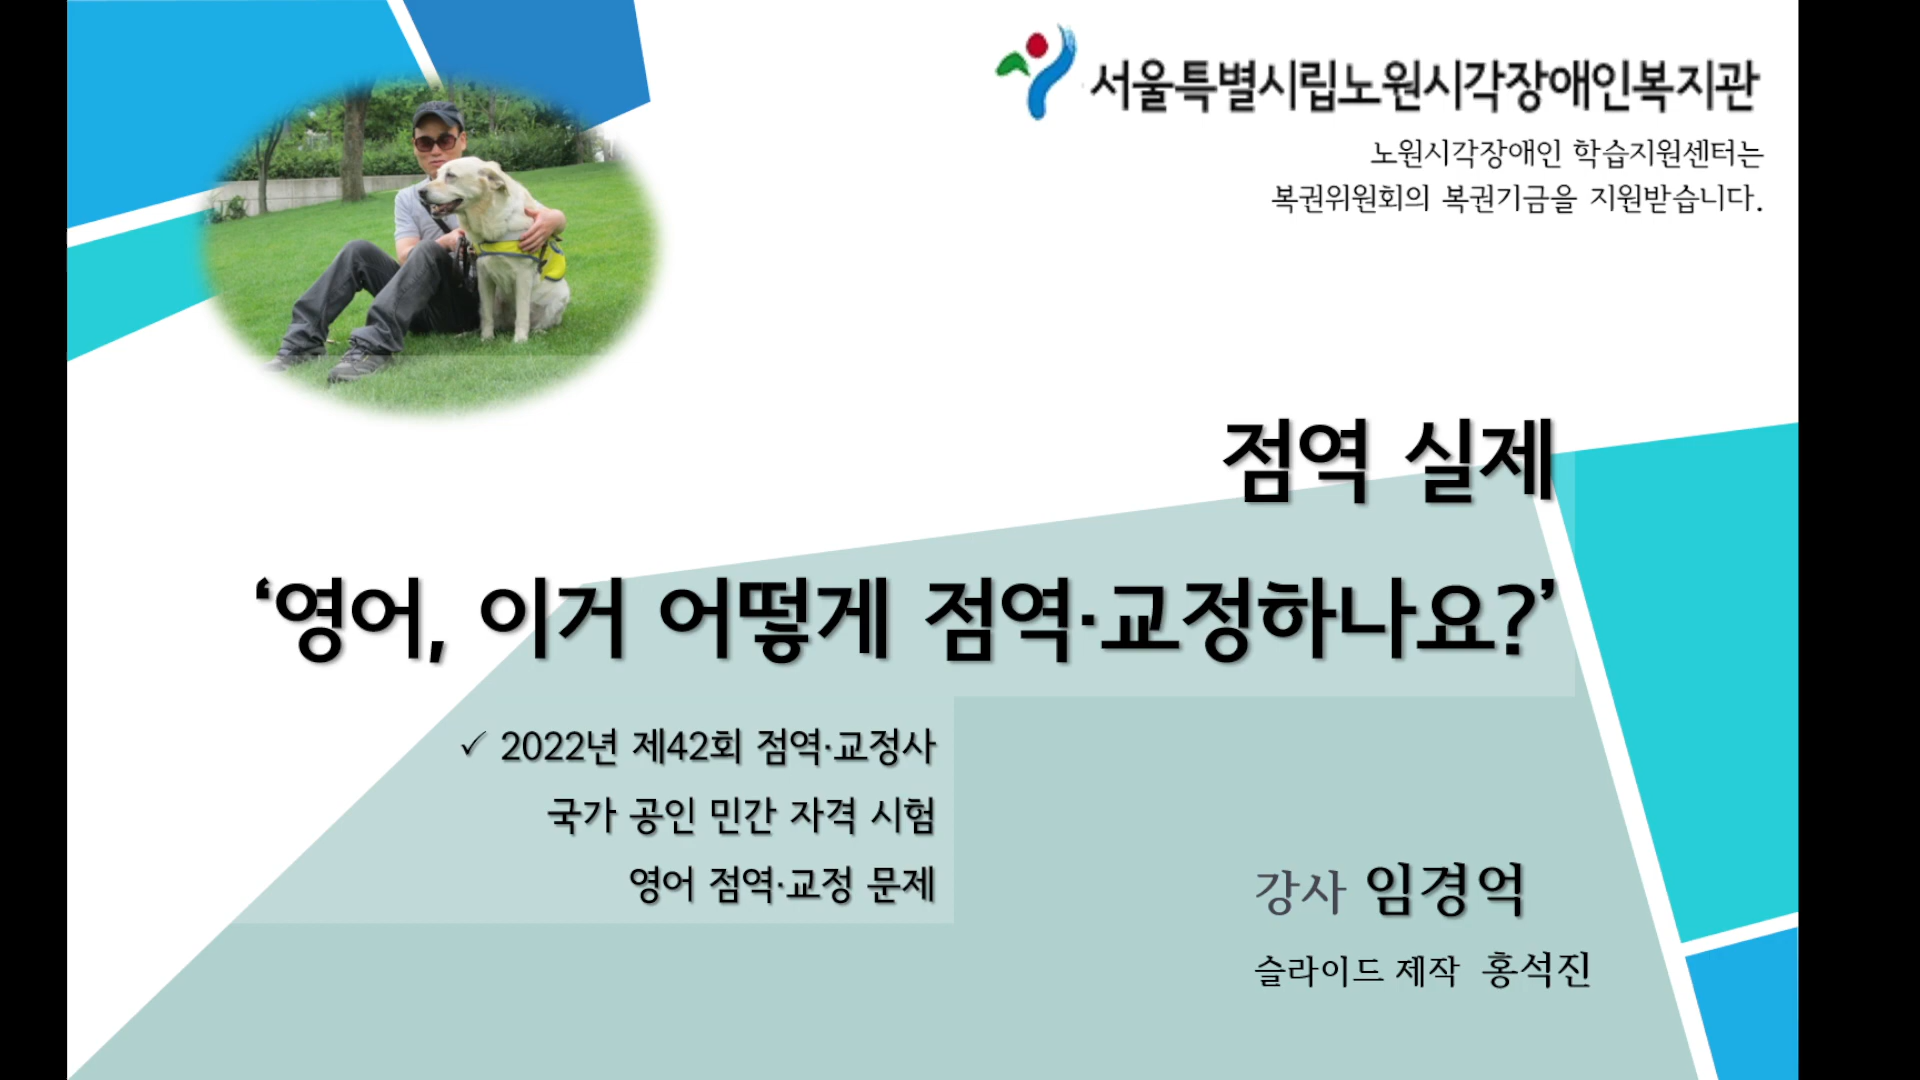 서울특별시립노원시각장애인복지관
노원시각장애인 학습지원센터는
복권위원회의 복권기금을 지원받습니다.
점역 실제
‘영어, 이거 어떻게 점역·교정하나요?’
✓ 2022년 제42회 점역·교정사
국가 공인 민간 자격 시험
영어 점역·교정 문제
강사 임경억
슬라이드 제작 홍석진